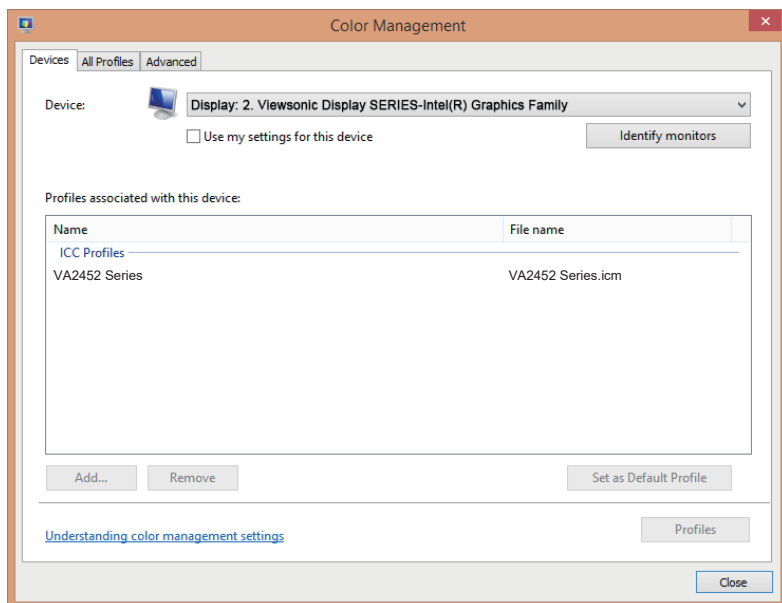 Color Management
Devices All Profiles Advanced
Device: Display: 2. Viewsonic Display SERIES-Intel(R) Graphics Family
Use my settings for this device Identify monitors
Profiles associated with this device:
Name File name
ICC Profiles
VA2452 Series VA2452 Series.icm
Add... Remove Set as Default Profile
Understanding color management settings Profiles
Close